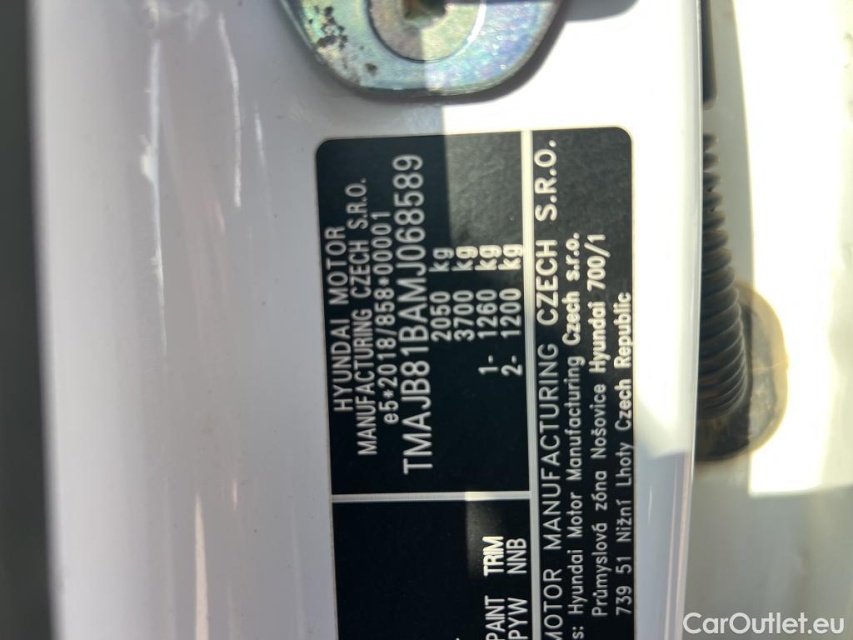 HYUNDAI MOTOR
MANUFACTURING CZECH S.R.O.
e5*2018/858*00001
TMAJB81BAMJ068589
2050 kg
3700 kg
1- 1260 kg
2- 1200 kg
PAINT TRIM
PYW NNB
MOTOR MANUFACTURING CZECH S.R.O.
s: Hyundai Motor Manufacturing Czech s.r.o.
Průmyslová zóna Nošovice Hyundai 700/1
739 51 Nižní Lhoty Czech Republic
CarOutlet.eu